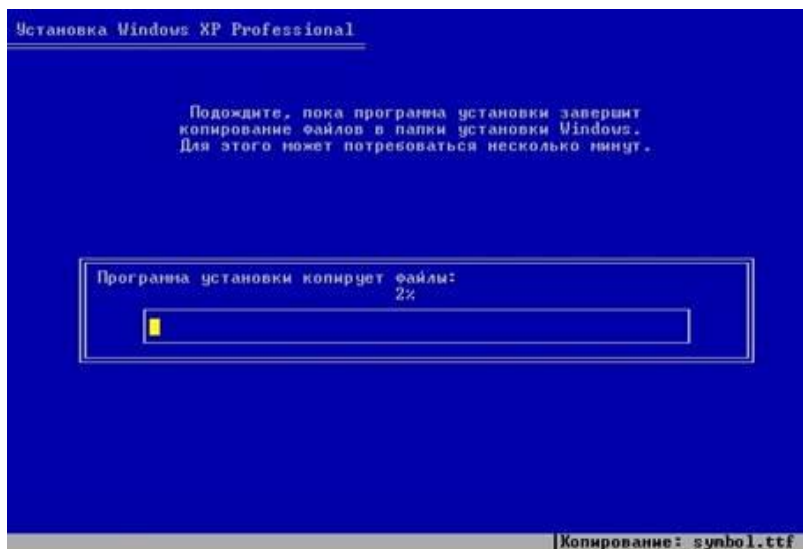 Установка Windows XP Professional
Подождите, пока программа установки завершит
копирование файлов в папки установки Windows.
Для этого может потребоваться несколько минут.
Программа установки копирует файлы:
2%
Копирование: symbol.ttf